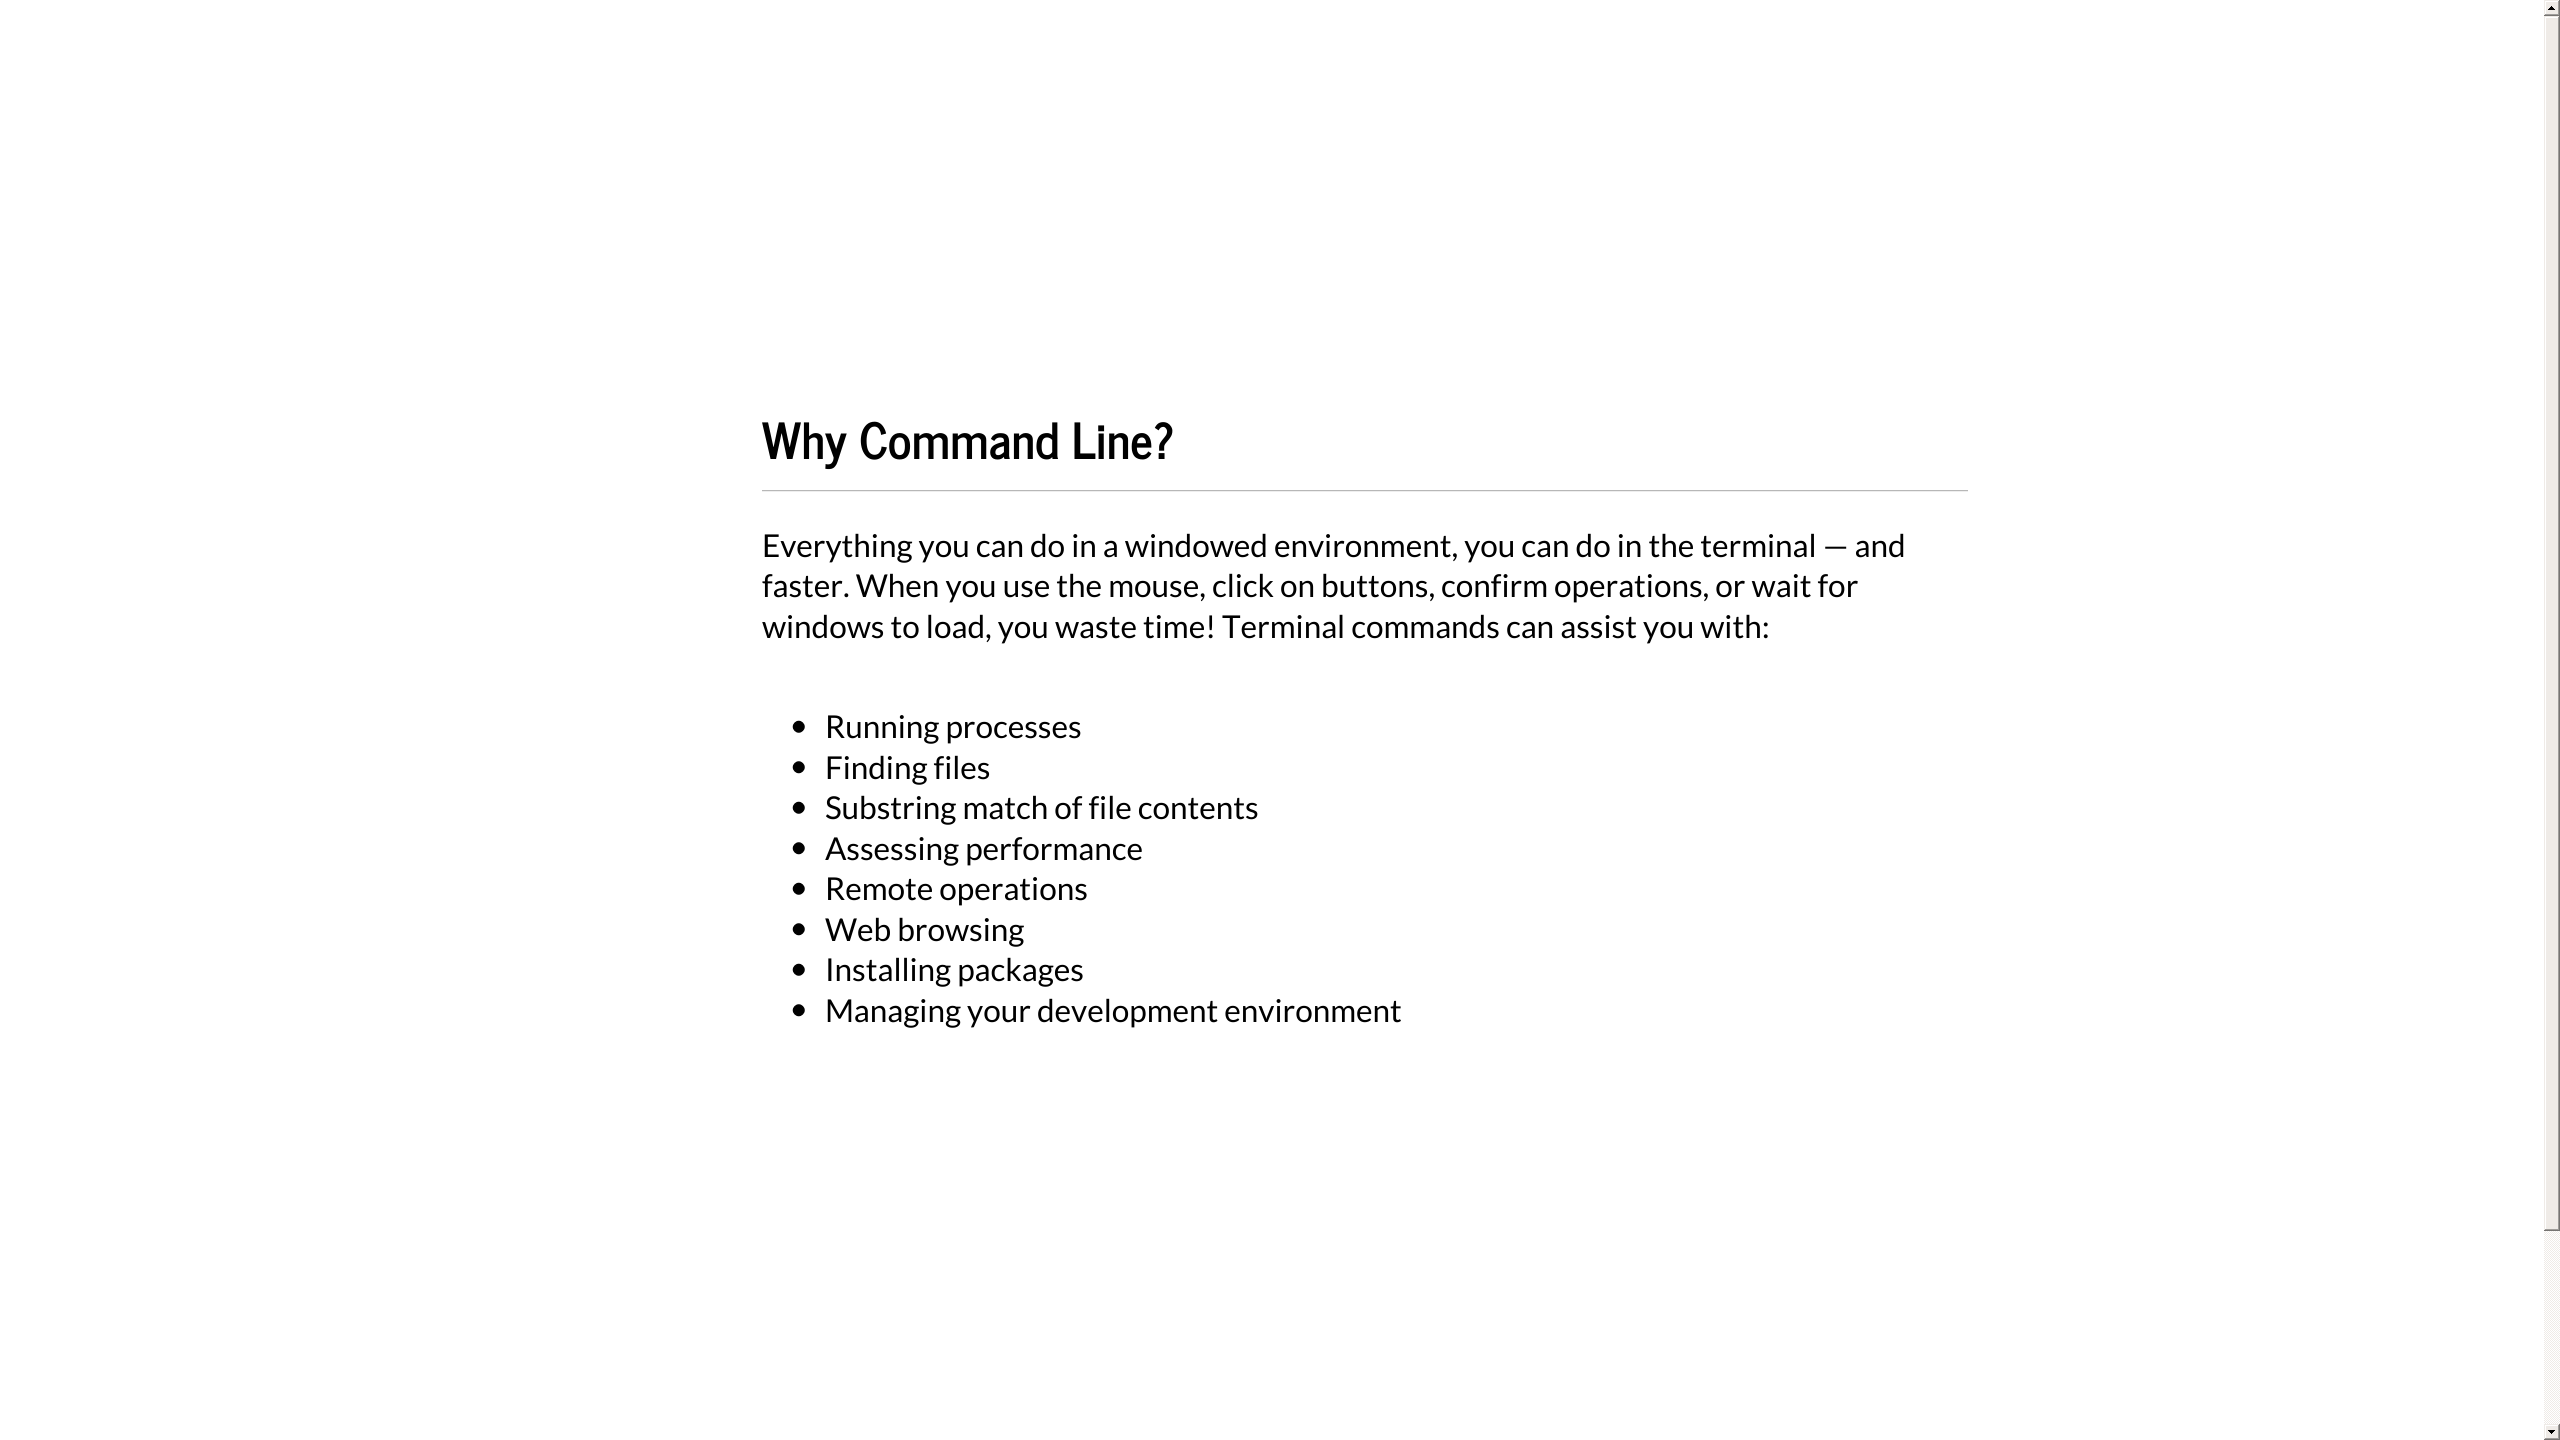 Why Command Line?
Everything you can do in a windowed environment, you can do in the terminal — and
faster. When you use the mouse, click on buttons, confirm operations, or wait for
windows to load, you waste time! Terminal commands can assist you with:
• Running processes
• Finding files
• Substring match of file contents
• Assessing performance
• Remote operations
• Web browsing
• Installing packages
• Managing your development environment